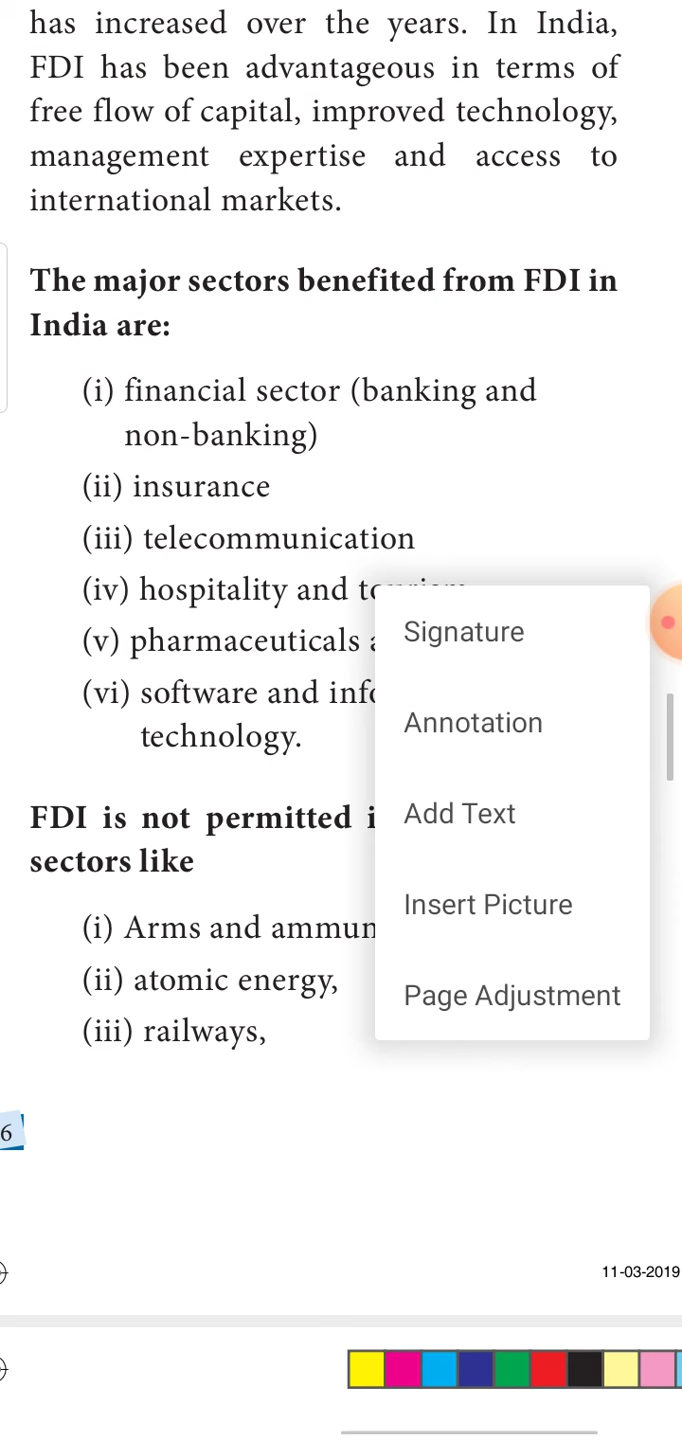 has increased over the years. In India,
FDI has been advantageous in terms of
free flow of capital, improved technology,
management expertise and access to
international markets.
The major sectors benefited from FDI in
India are:
(i) financial sector (banking and
non-banking)
(ii) insurance
(iii) telecommunication
(iv) hospitality and
(v) pharmaceuticals
(vi) software and
technology.
FDI is not permitted
sectors like
(i) Arms and
(ii) atomic energy,
(iii) railways,
Signature
Annotation
Add Text
Insert Picture
Page Adjustment
6
11-03-2019